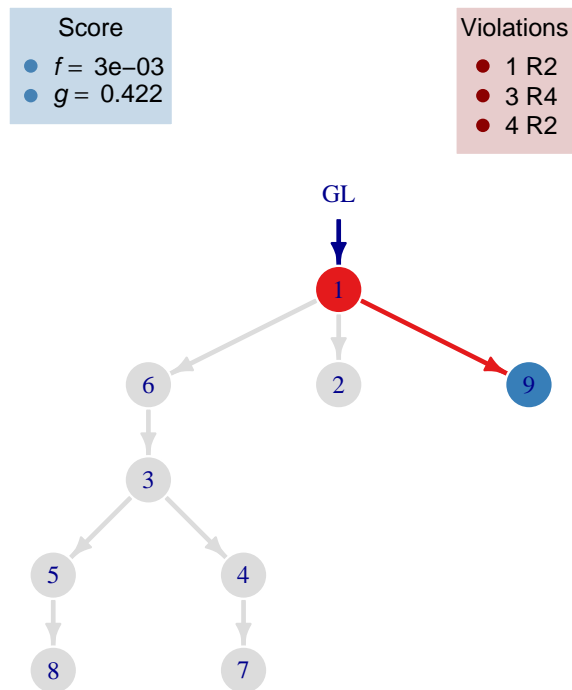 Score
f = 3e−03
g = 0.422
Violations
1 R2
3 R4
4 R2
GL
1
6 2 9
3
5 4
8 7